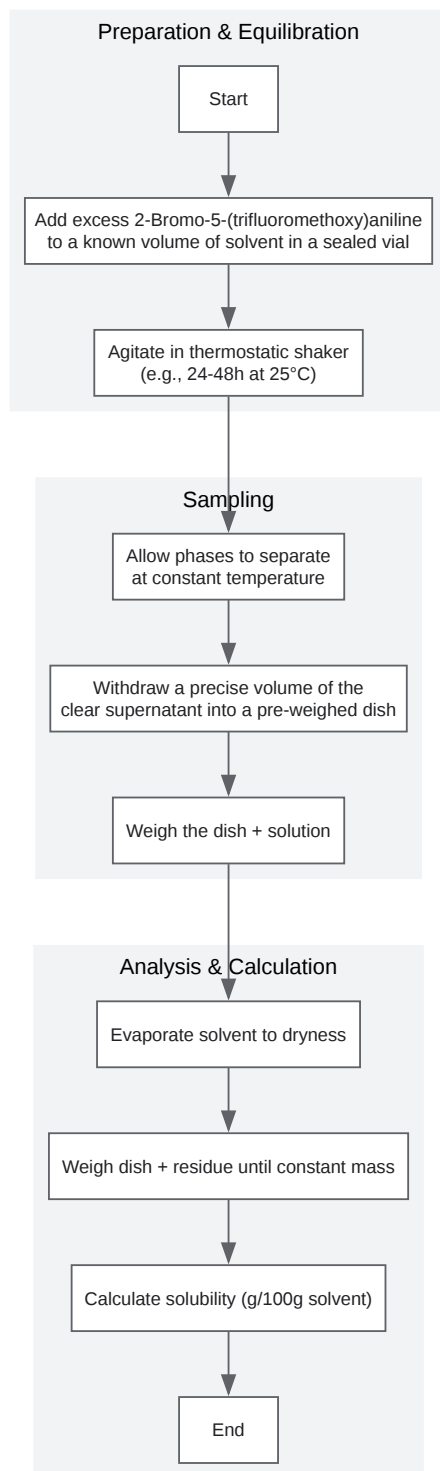 Preparation & Equilibration
Start
Add excess 2-Bromo-5-(trifluoromethoxy)aniline
to a known volume of solvent in a sealed vial
Agitate in thermostatic shaker
(e.g., 24-48h at 25°C)
Sampling
Allow phases to separate
at constant temperature
Withdraw a precise volume of the
clear supernatant into a pre-weighed dish
Weigh the dish + solution
Analysis & Calculation
Evaporate solvent to dryness
Weigh dish + residue until constant mass
Calculate solubility (g/100g solvent)
End